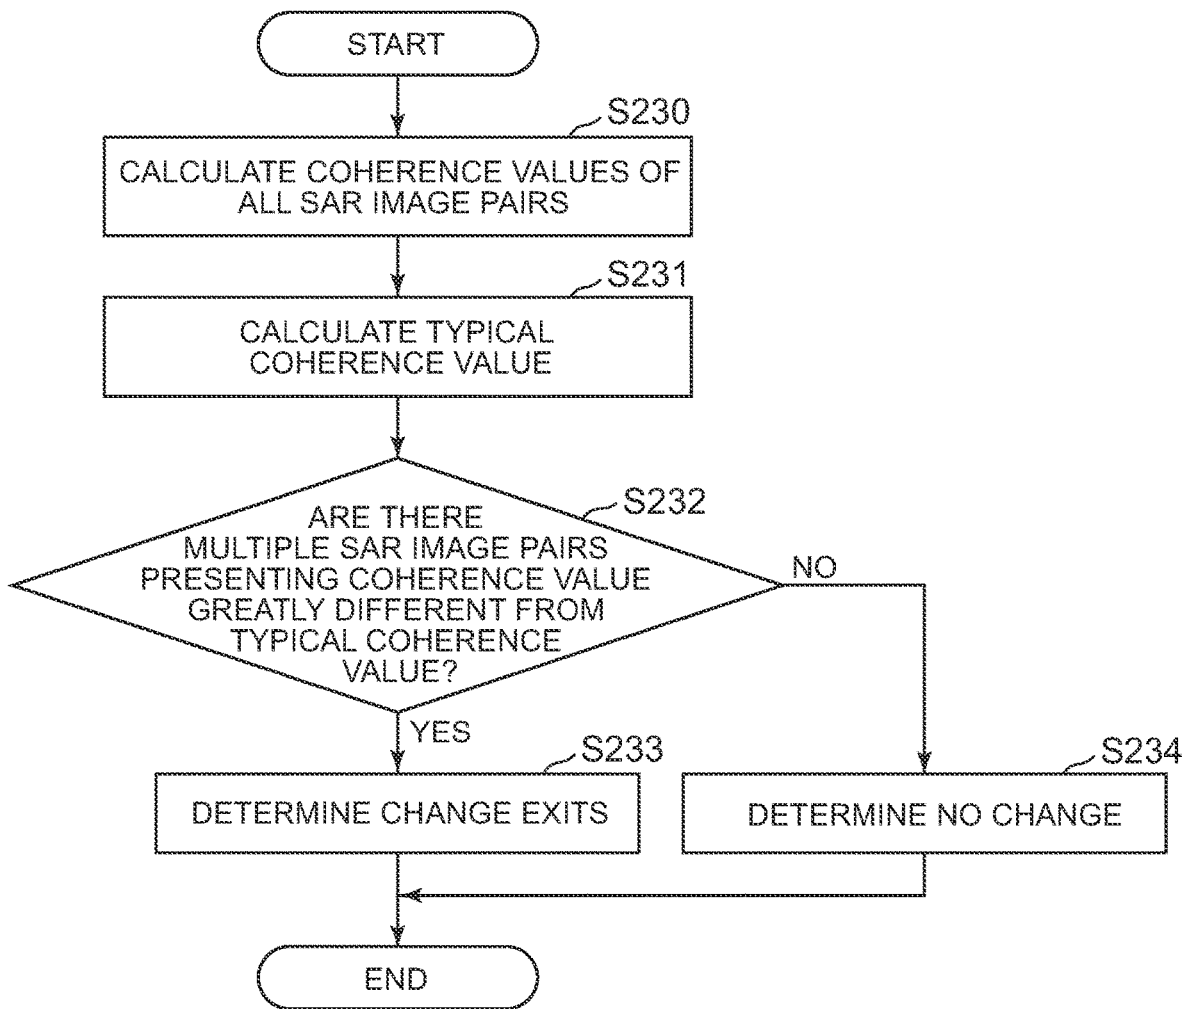 START
S230
CALCULATE COHERENCE VALUES OF
ALL SAR IMAGE PAIRS
S231
CALCULATE TYPICAL
COHERENCE VALUE
S232
ARE THERE
MULTIPLE SAR IMAGE PAIRS
PRESENTING COHERENCE VALUE
GREATLY DIFFERENT FROM
TYPICAL COHERENCE
VALUE?
NO
YES
S233
DETERMINE CHANGE EXITS
S234
DETERMINE NO CHANGE
END